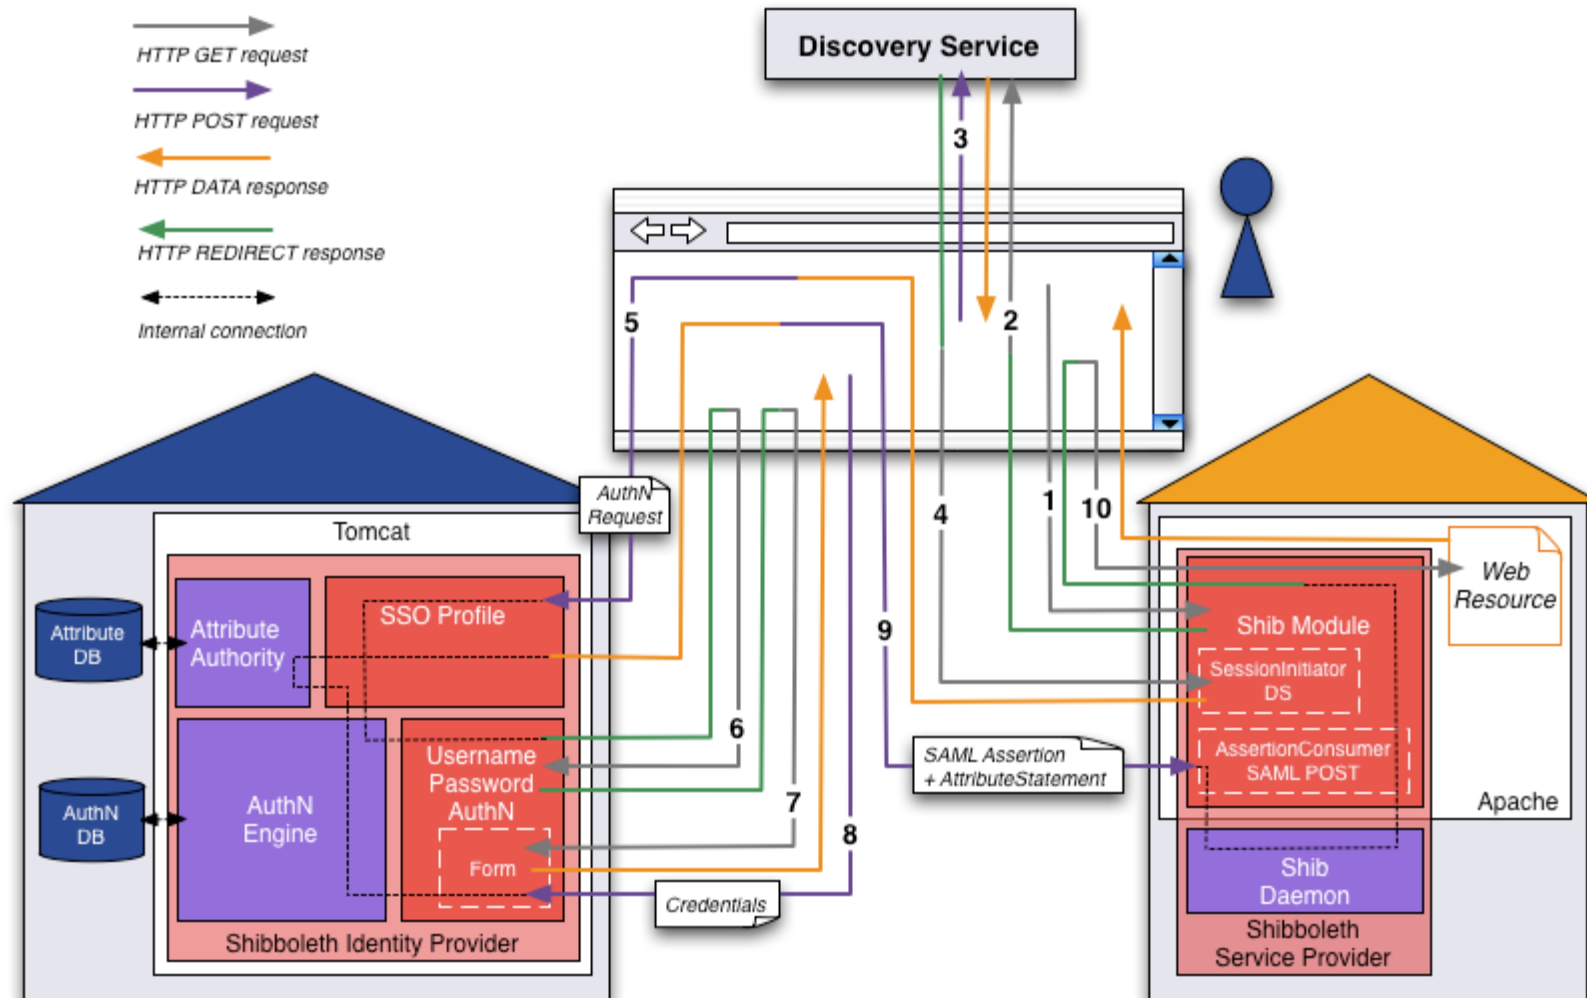 HTTP GET request
HTTP POST request
HTTP DATA response
HTTP REDIRECT response
Internal connection
Discovery Service
3
2
5
1
10
4
AuthN
Request
Tomcat
SSO Profile
Attribute
Authority
Attribute
DB
AuthN
DB
AuthN
Engine
Username
Password
AuthN
Form
Shibboleth Identity Provider
6
7
8
9
Credentials
SAML Assertion
+ AttributeStatement
Web
Resource
Shib Module
SessionInitiator
DS
AssertionConsumer
SAML POST
Apache
Shib
Daemon
Shibboleth
Service Provider